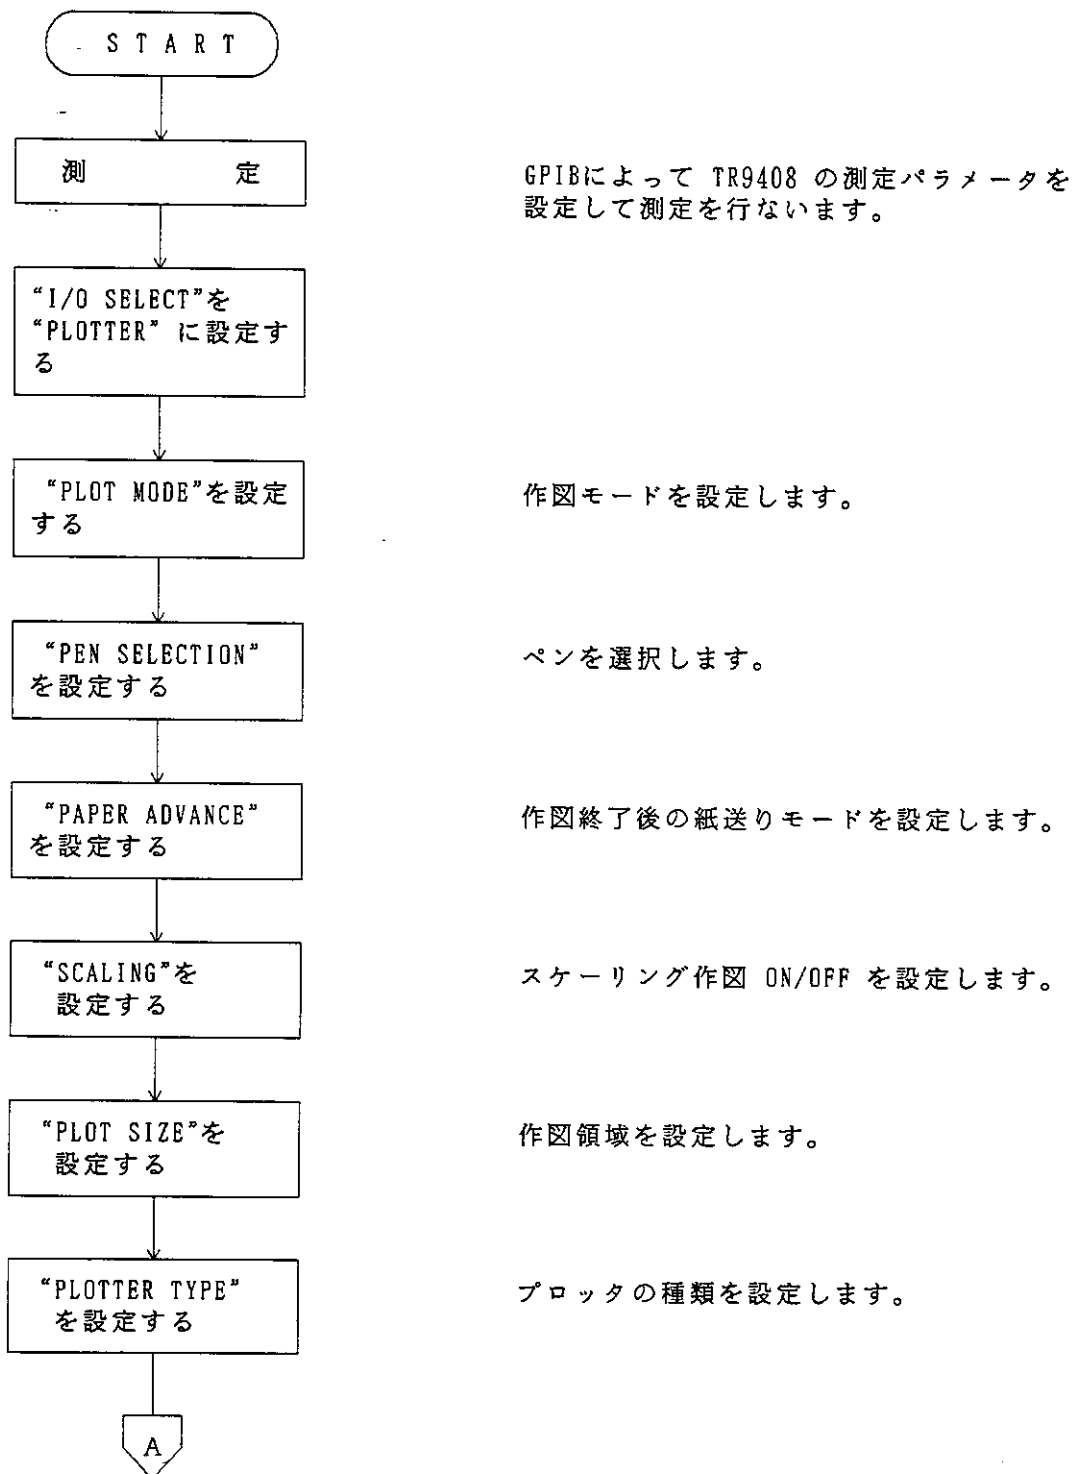 START
測定
GPIBによって TR9408 の測定パラメータを
設定して測定を行ないます。
“I/O SELECT”を
“PLOTTER” に設定す
る
“PLOT MODE”を設定
する
作図モードを設定します。
“PEN SELECTION”
を設定する
ペンを選択します。
“PAPER ADVANCE”
を設定する
作図終了後の紙送りモードを設定します。
“SCALING”を
設定する
スケーリング作図 ON/OFF を設定します。
“PLOT SIZE”を
設定する
作図領域を設定します。
“PLOTTER TYPE”
を設定する
プロッタの種類を設定します。
A